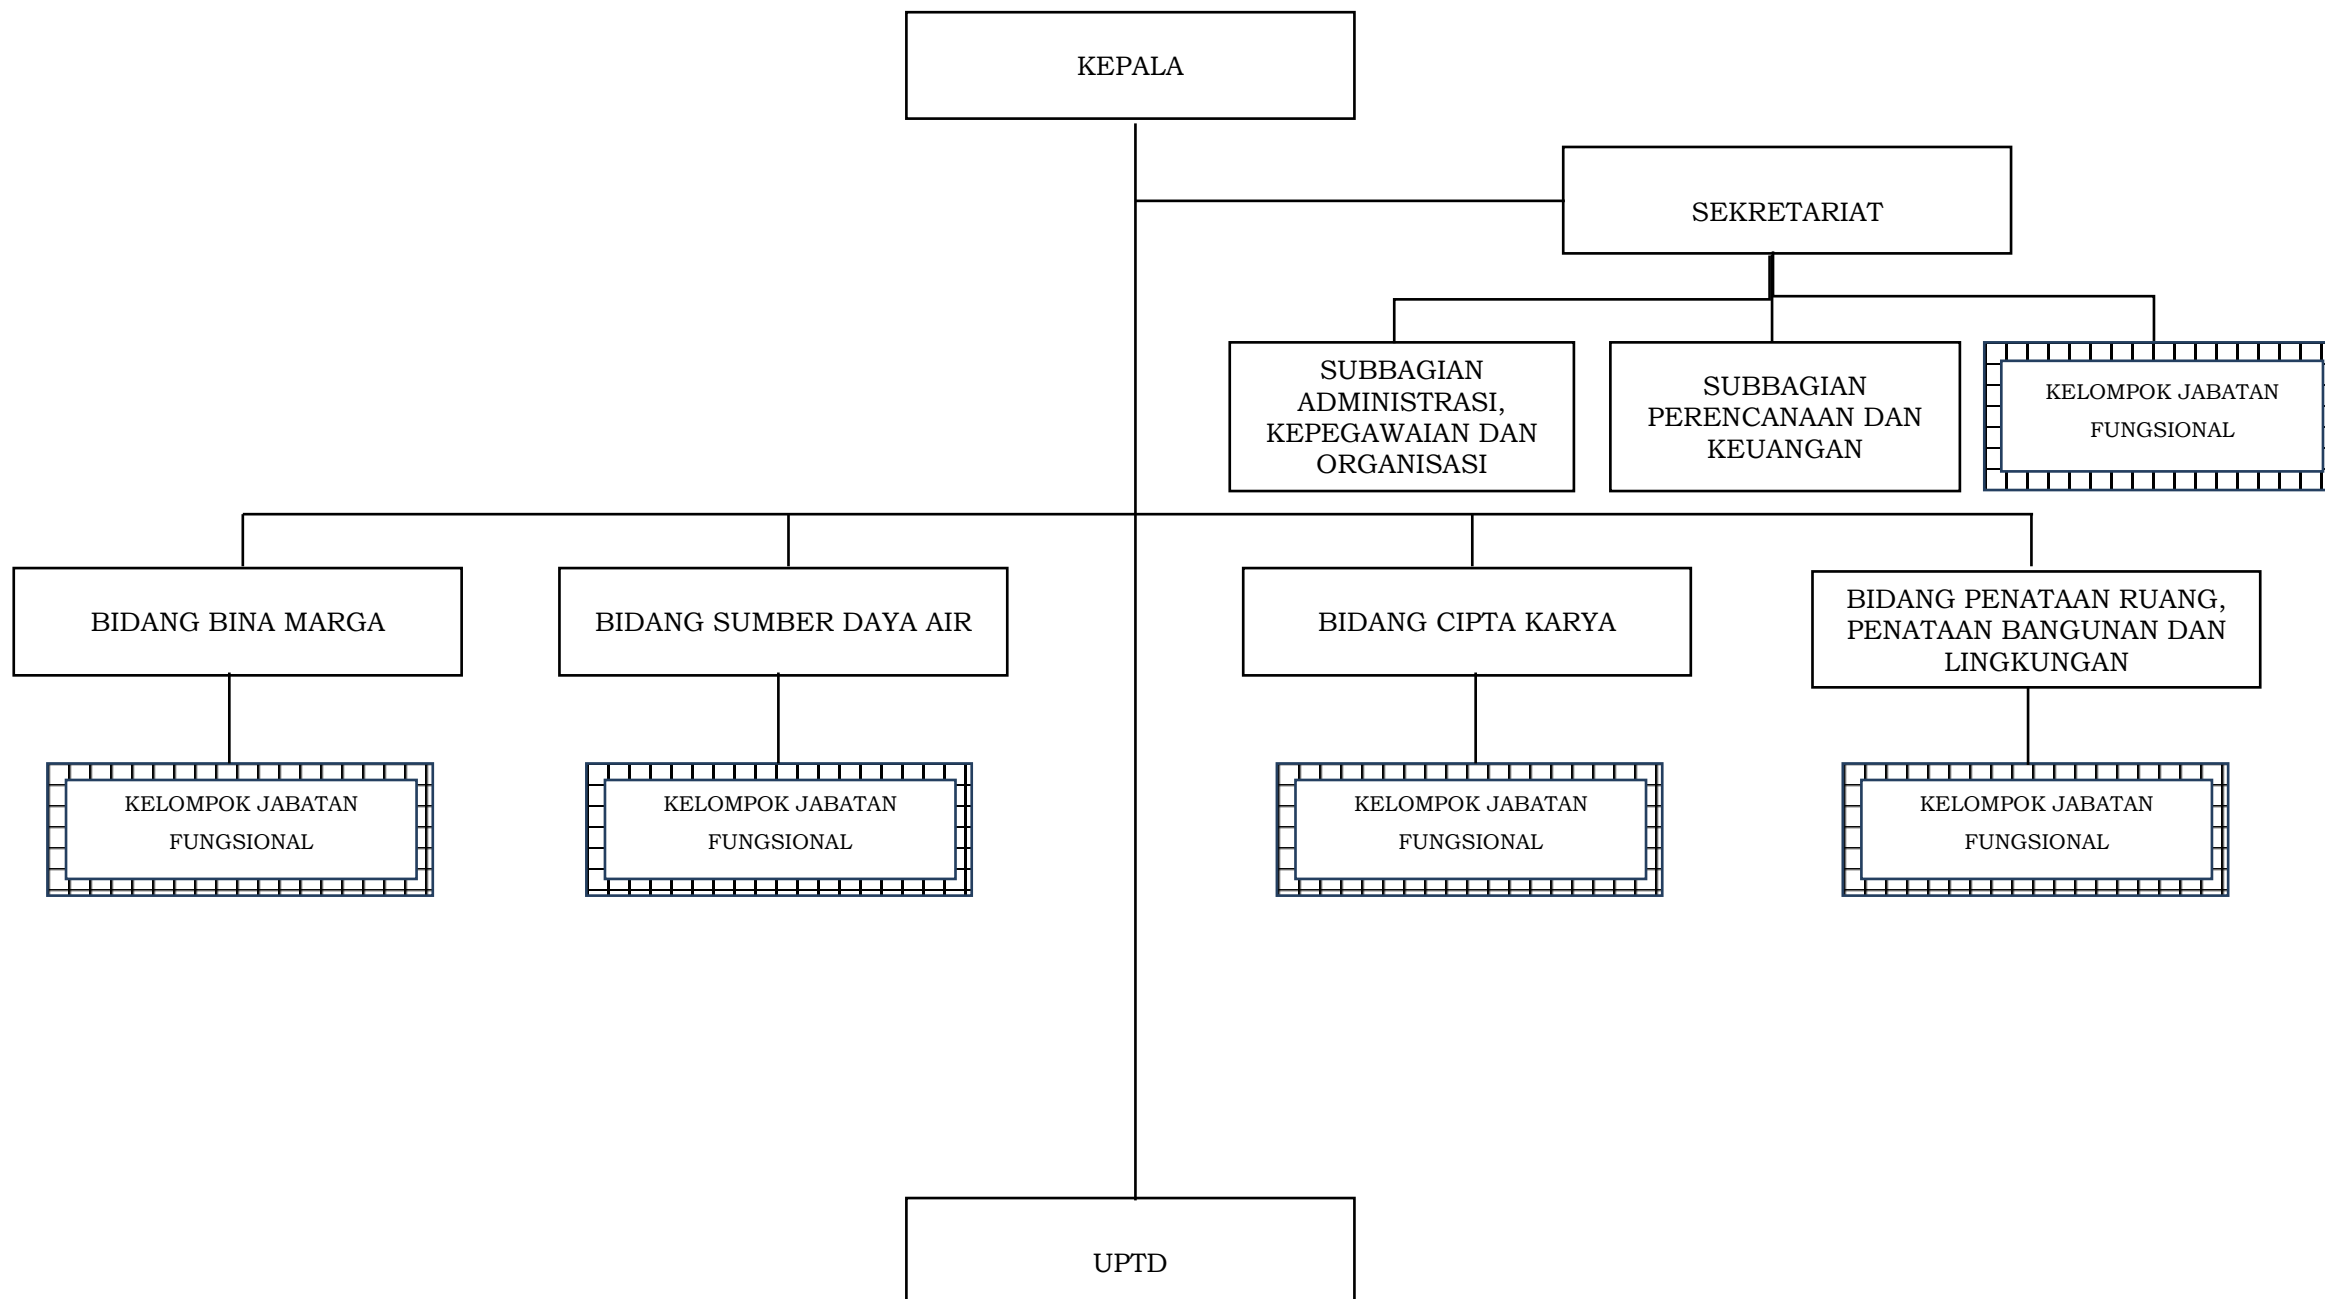 KEPALA
SEKRETARIAT
SUBBAGIAN
ADMINISTRASI,
KEPEGAWAIAN DAN
ORGANISASI
SUBBAGIAN
PERENCANAAN DAN
KEUANGAN
KELOMPOK JABATAN
FUNGSIONAL
BIDANG BINA MARGA
BIDANG SUMBER DAYA AIR
BIDANG CIPTA KARYA
BIDANG PENATAAN RUANG,
PENATAAN BANGUNAN DAN
LINGKUNGAN
KELOMPOK JABATAN
FUNGSIONAL
KELOMPOK JABATAN
FUNGSIONAL
KELOMPOK JABATAN
FUNGSIONAL
KELOMPOK JABATAN
FUNGSIONAL
UPTD